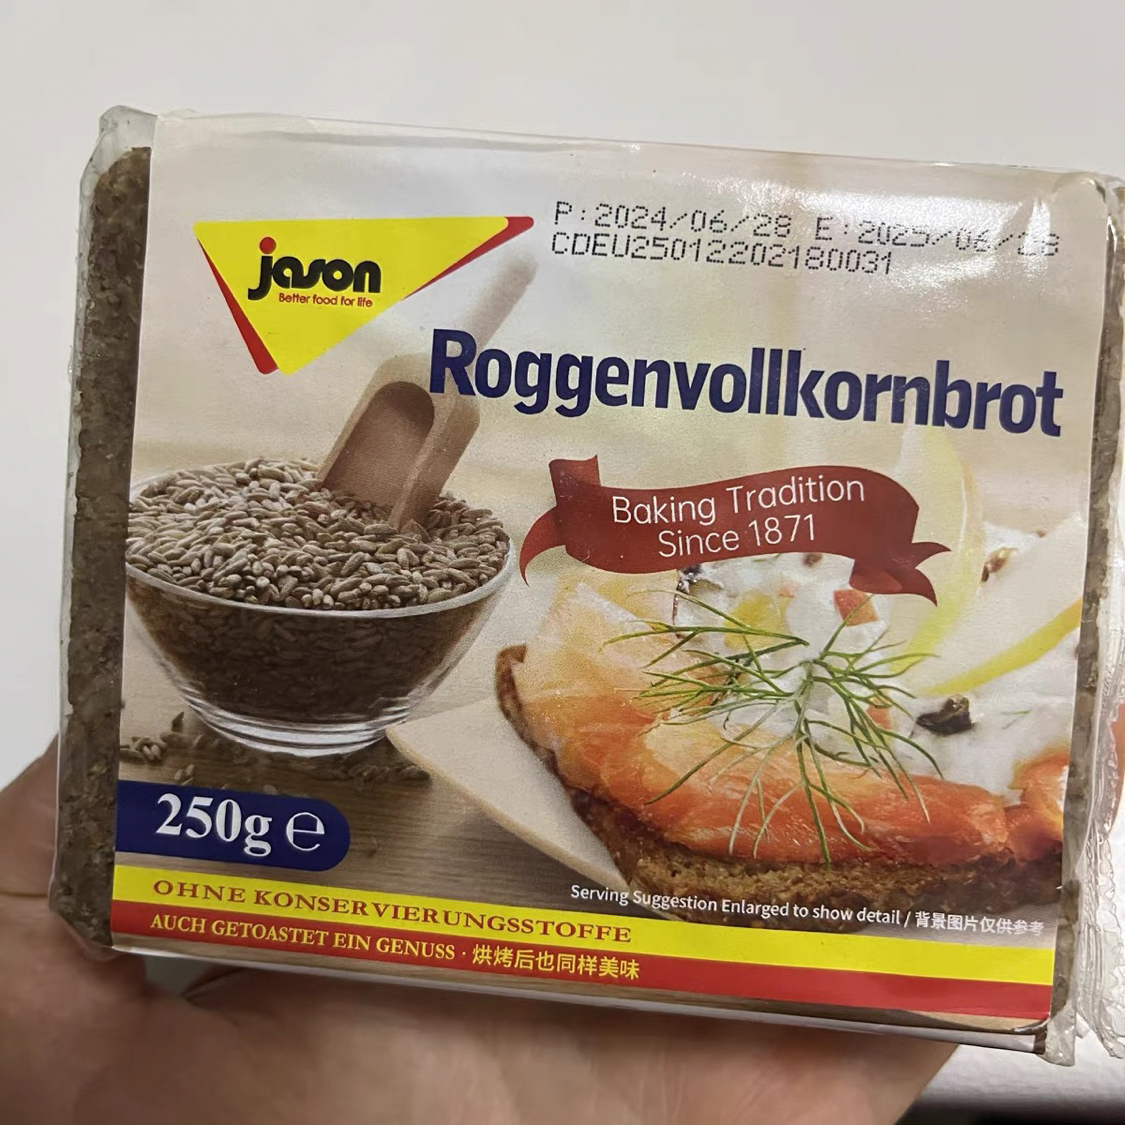 P:2024/06/28 E:2025/06/28
CDEU25012202180031
jason
Better food for life
Roggenvollkornbrot
Baking Tradition
Since 1871
250g ℮
Serving Suggestion Enlarged to show detail / 背景图片仅供参考
OHNE KONSERVIERUNGSSTOFFE
AUCH GETOASTET EIN GENUSS · 烘烤后也同样美味